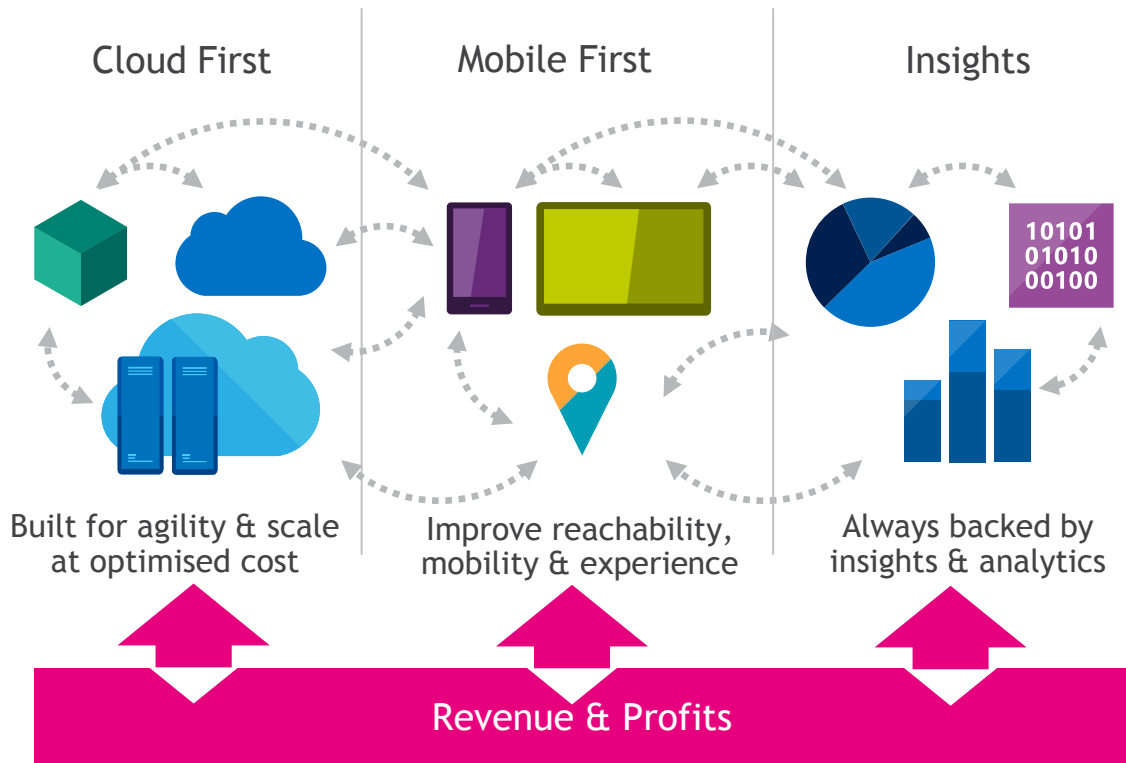 Cloud First
Mobile First
Insights
10101
01010
00100
Built for agility & scale
at optimised cost
Improve reachability,
mobility & experience
Always backed by
insights & analytics
Revenue & Profits